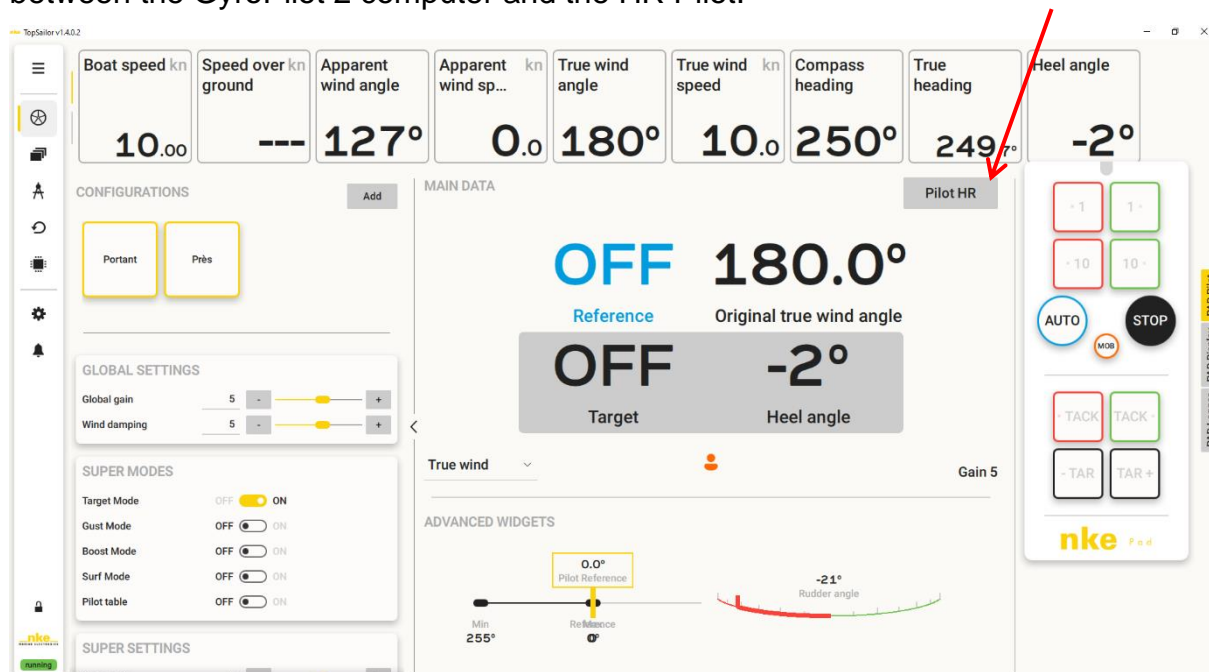 between the GyroPilot 2 computer and the HR Pilot.
TopSailor v1.4.0.2
Boat speed kn
10.00
Speed over kn
ground
---
Apparent
wind angle
127°
Apparent kn
wind sp...
0.0
True wind
angle
180°
True wind kn
speed
10.0
Compass
heading
250°
True
heading
249.7°
Heel angle
-2°
CONFIGURATIONS
Add
Portant
Près
GLOBAL SETTINGS
Global gain 5 - +
Wind damping 5 - +
SUPER MODES
Target Mode OFF ON
Gust Mode OFF ON
Boost Mode OFF ON
Surf Mode OFF ON
Pilot table OFF ON
SUPER SETTINGS
MAIN DATA
Pilot HR
OFF 180.0°
Reference Original true wind angle
OFF -2°
Target Heel angle
True wind
Gain 5
ADVANCED WIDGETS
0.0°
Pilot Reference
Min
255°
0°
-21°
Rudder angle
- 1 1 -
- 10 10 -
AUTO
STOP
MOB
- TACK TACK -
- TAR TAR +
nke Pad
nke
running